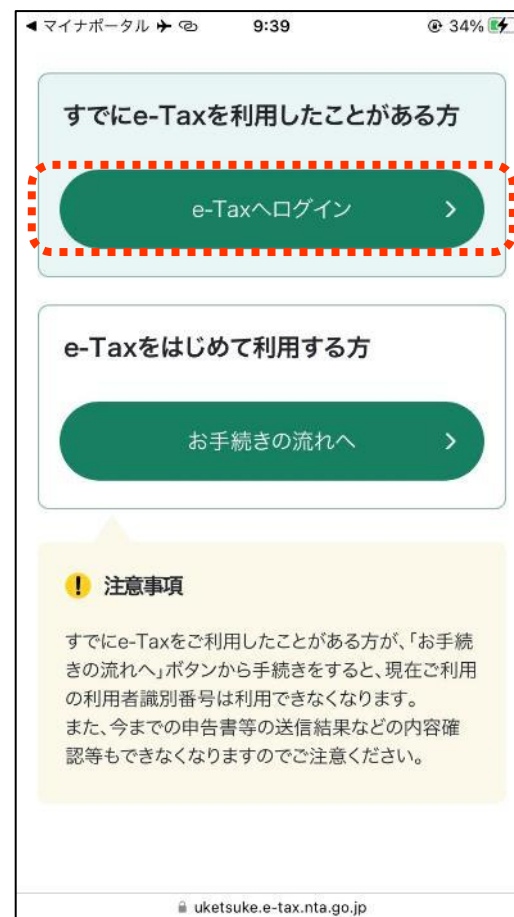 ◀ マイナポータル
9:39
34%
すでにe-Taxを利用したことがある方
e-Taxへログイン
e-Taxをはじめて利用する方
お手続きの流れへ
注意事項
すでにe-Taxをご利用したことがある方が、「お手続
きの流れへ」ボタンから手続きをすると、現在ご利用
の利用者識別番号は利用できなくなります。
また、今までの申告書等の送信結果などの内容確
認等もできなくなりますのでご注意ください。
uketsuke.e-tax.nta.go.jp